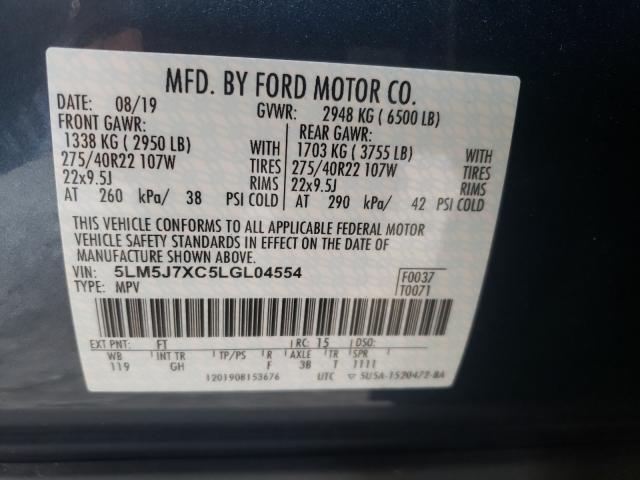 MFD. BY FORD MOTOR CO.
DATE: 08/19 GVWR: 2948 KG ( 6500 LB)
FRONT GAWR: REAR GAWR:
1338 KG ( 2950 LB) WITH 1703 KG ( 3755 LB) WITH
275/40R22 107W TIRES 275/40R22 107W TIRES
22x9.5J RIMS 22x9.5J RIMS
AT 260 kPa/ 38 PSI COLD AT 290 kPa/ 42 PSI COLD
THIS VEHICLE CONFORMS TO ALL APPLICABLE FEDERAL MOTOR
VEHICLE SAFETY STANDARDS IN EFFECT ON THE DATE OF
MANUFACTURE SHOWN ABOVE.
VIN: 5LM5J7XC5LGL04554 F0037
TYPE: MPV T0071
EXT PNT: FT RC: 15 DSO:
WB INT TR TP/PS R AXLE TR SPR
119 GH F 3B T 1111
1201908153676 UTC ▽ 5U5A-1520472-BA